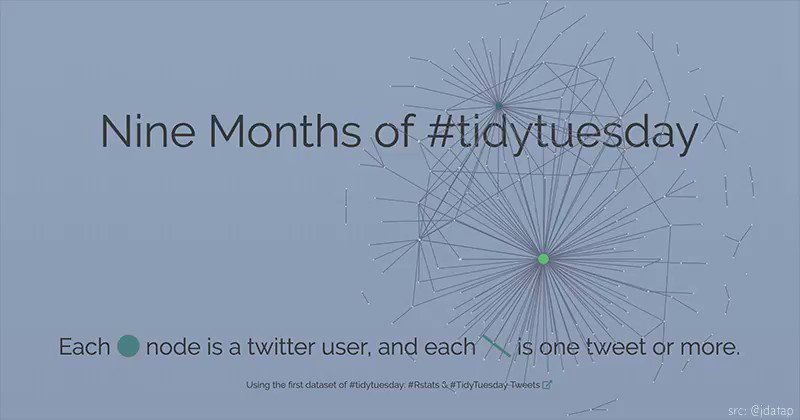 Nine Months of #tidytuesday
Each node is a twitter user, and each is one tweet or more.
Using the first dataset of #tidytuesday: #Rstats & #TidyTuesday Tweets
src: @jdatap